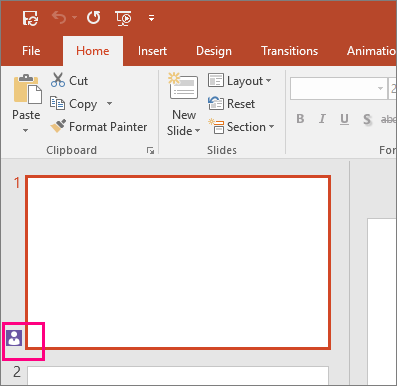 File Home Insert Design Transitions Animatio
Paste
Cut
Copy
Format Painter
Clipboard
New
Slide
Layout
Reset
Section
Slides
2
B I U S abc
Fo
1
2